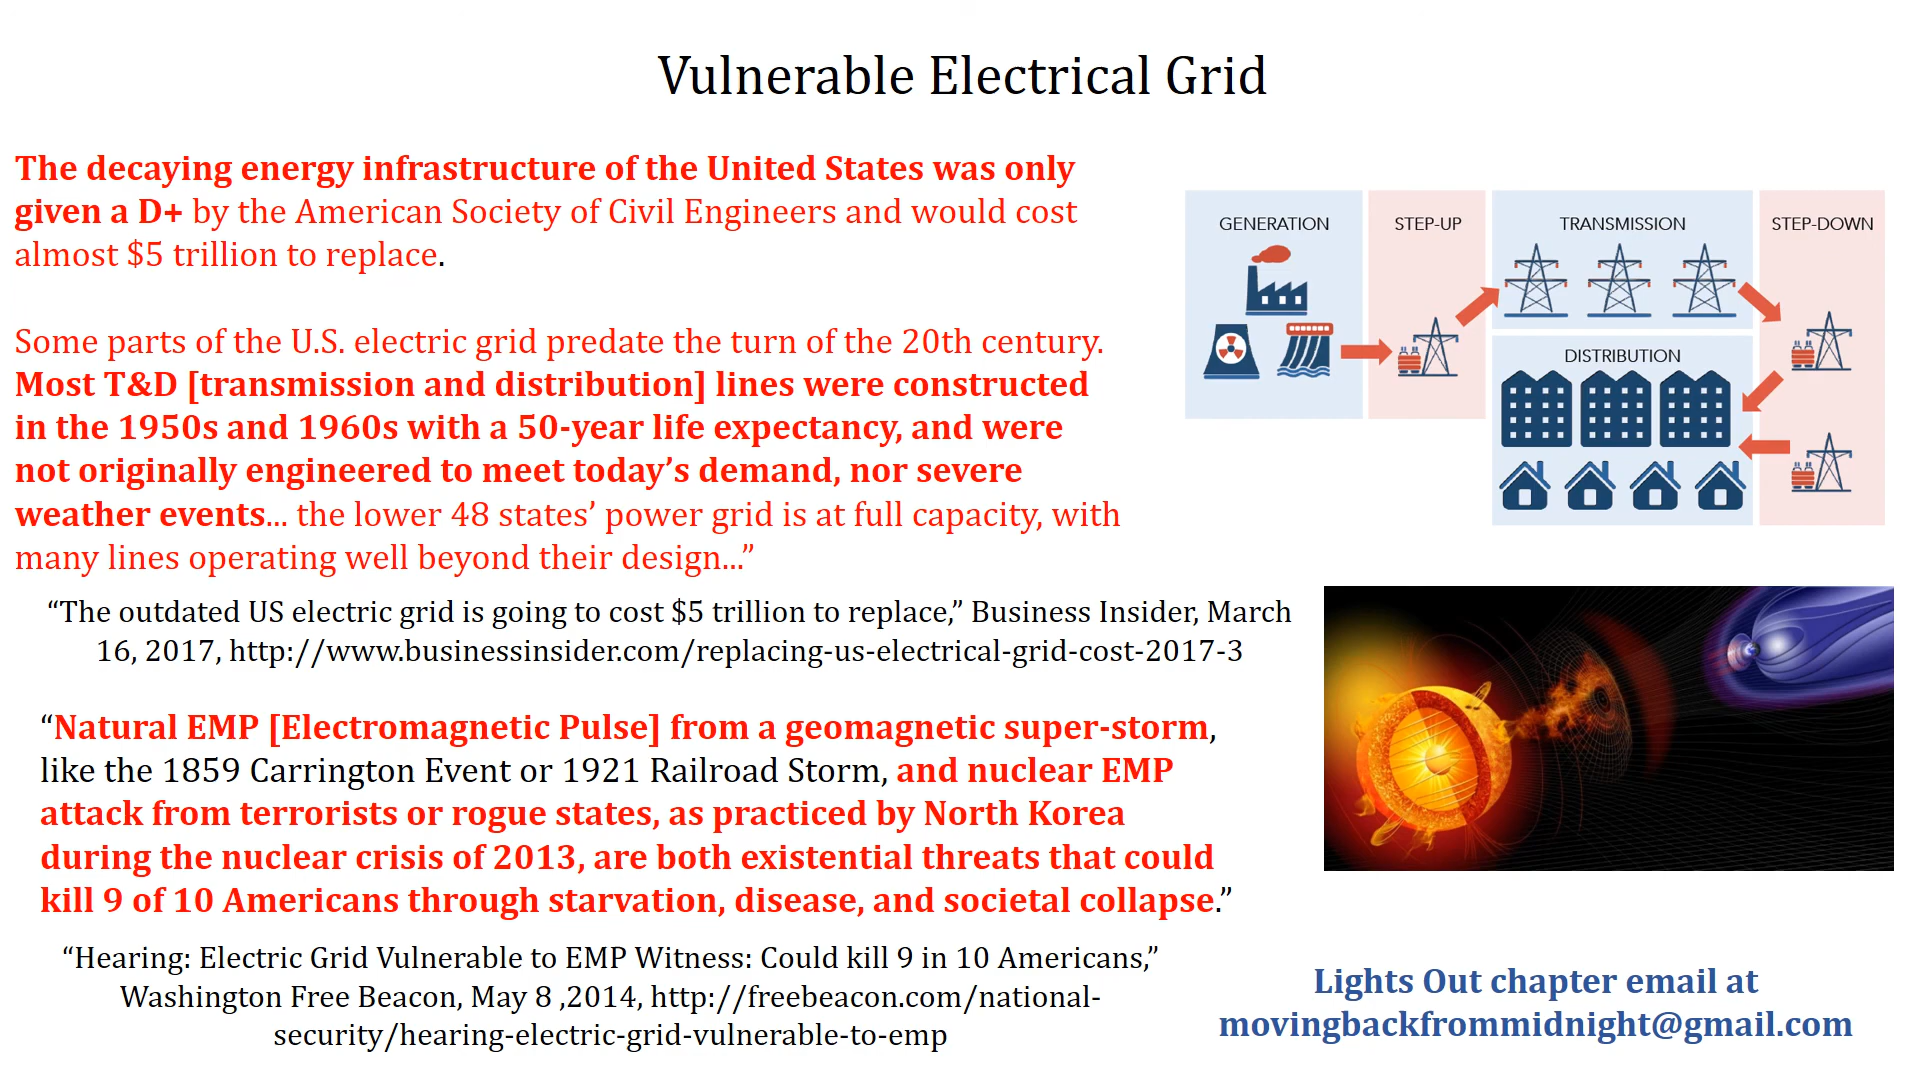 Vulnerable Electrical Grid
The decaying energy infrastructure of the United States was only
given a D+ by the American Society of Civil Engineers and would cost
almost $5 trillion to replace.
Some parts of the U.S. electric grid predate the turn of the 20th century.
Most T&D [transmission and distribution] lines were constructed
in the 1950s and 1960s with a 50-year life expectancy, and were
not originally engineered to meet today’s demand, nor severe
weather events... the lower 48 states’ power grid is at full capacity, with
many lines operating well beyond their design...”
“The outdated US electric grid is going to cost $5 trillion to replace,” Business Insider, March
16, 2017, http://www.businessinsider.com/replacing-us-electrical-grid-cost-2017-3
“Natural EMP [Electromagnetic Pulse] from a geomagnetic super-storm,
like the 1859 Carrington Event or 1921 Railroad Storm, and nuclear EMP
attack from terrorists or rogue states, as practiced by North Korea
during the nuclear crisis of 2013, are both existential threats that could
kill 9 of 10 Americans through starvation, disease, and societal collapse.”
“Hearing: Electric Grid Vulnerable to EMP Witness: Could kill 9 in 10 Americans,”
Washington Free Beacon, May 8 ,2014, http://freebeacon.com/national-
security/hearing-electric-grid-vulnerable-to-emp
GENERATION
STEP-UP
TRANSMISSION
STEP-DOWN
DISTRIBUTION
Lights Out chapter email at
movingbackfrommidnight@gmail.com